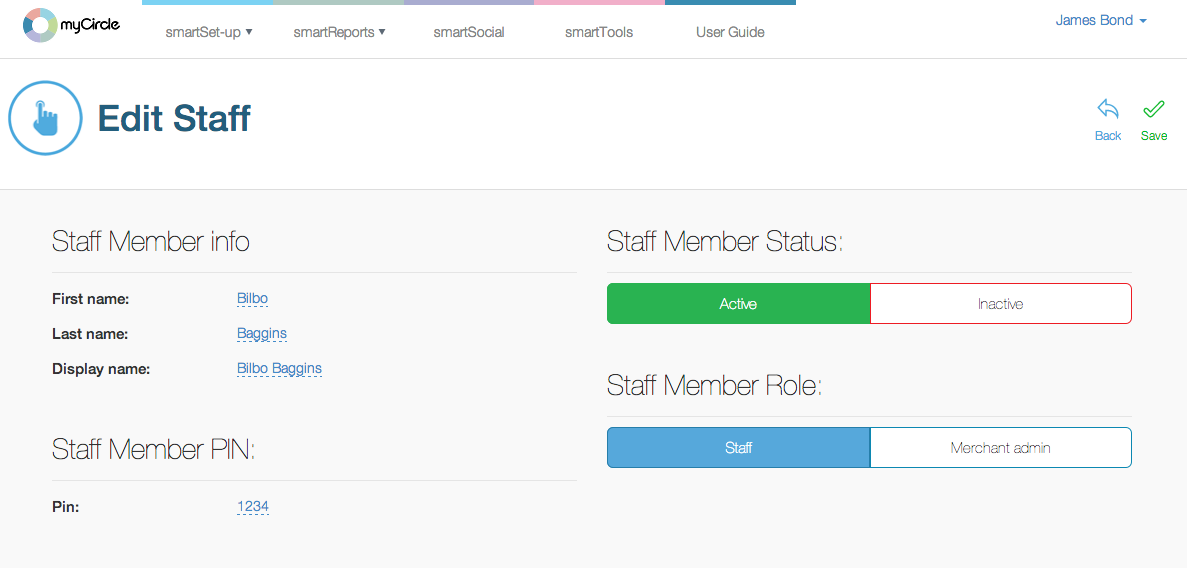 myCircle
smartSet-up ▼ smartReports ▼ smartSocial smartTools User Guide
James Bond
Edit Staff
Back Save
Staff Member info
First name: Bilbo
Last name: Baggins
Display name: Bilbo Baggins
Staff Member PIN:
Pin: 1234
Staff Member Status:
Active Inactive
Staff Member Role:
Staff Merchant admin